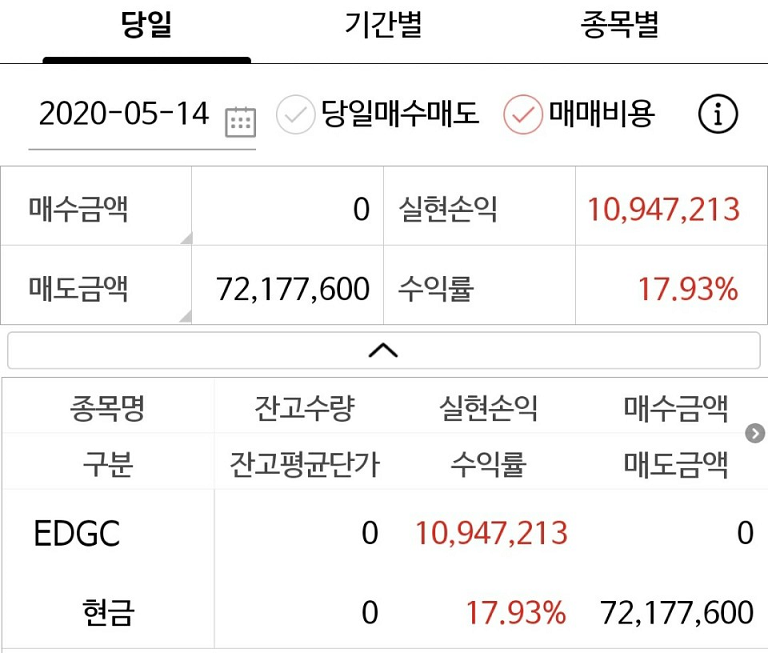 당일 기간별 종목별
2020-05-14 당일매수매도 매매비용 i
매수금액 0 실현손익 10,947,213
매도금액 72,177,600 수익률 17.93%
종목명 잔고수량 실현손익 매수금액
구분 잔고평균단가 수익률 매도금액
EDGC 0 10,947,213 0
현금 0 17.93% 72,177,600